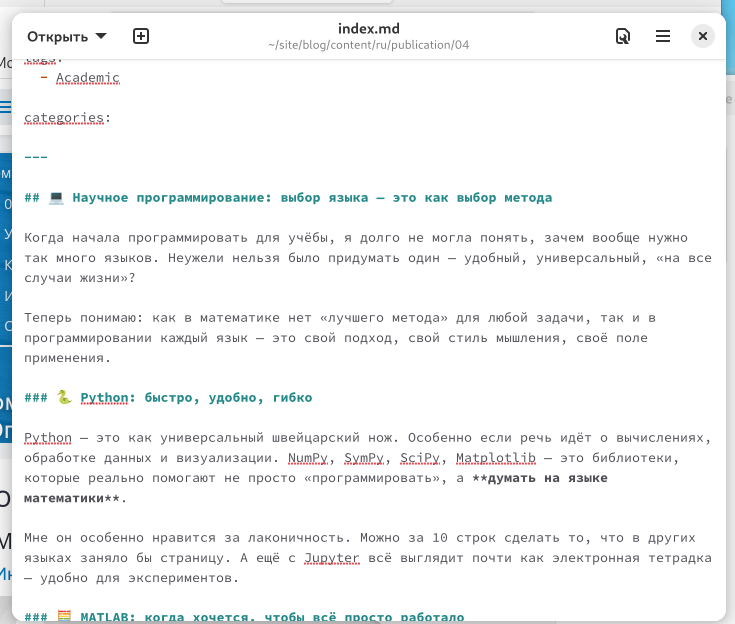 Открыть
index.md
~/site/blog/content/ru/publication/04
tags:
- Academic
categories:
---
## 💻 Научное программирование: выбор языка — это как выбор метода
Когда начала программировать для учёбы, я долго не могла понять, зачем вообще нужно
так много языков. Неужели нельзя было придумать один — удобный, универсальный, «на все
случаи жизни»?
Теперь понимаю: как в математике нет «лучшего метода» для любой задачи, так и в
программировании каждый язык — это свой подход, свой стиль мышления, своё поле
применения.
### 🐍 Python: быстро, удобно, гибко
Python — это как универсальный швейцарский нож. Особенно если речь идёт о вычислениях,
обработке данных и визуализации. NumPy, SymPy, SciPy, Matplotlib — это библиотеки,
которые реально помогают не просто «программировать», а **думать на языке
математики**.
Мне он особенно нравится за лаконичность. Можно за 10 строк сделать то, что в других
языках заняло бы страницу. А ещё с Jupyter всё выглядит почти как электронная тетрадка
— удобно для экспериментов.
### 🧮 MATLAB: когда хочется, чтобы всё просто работало